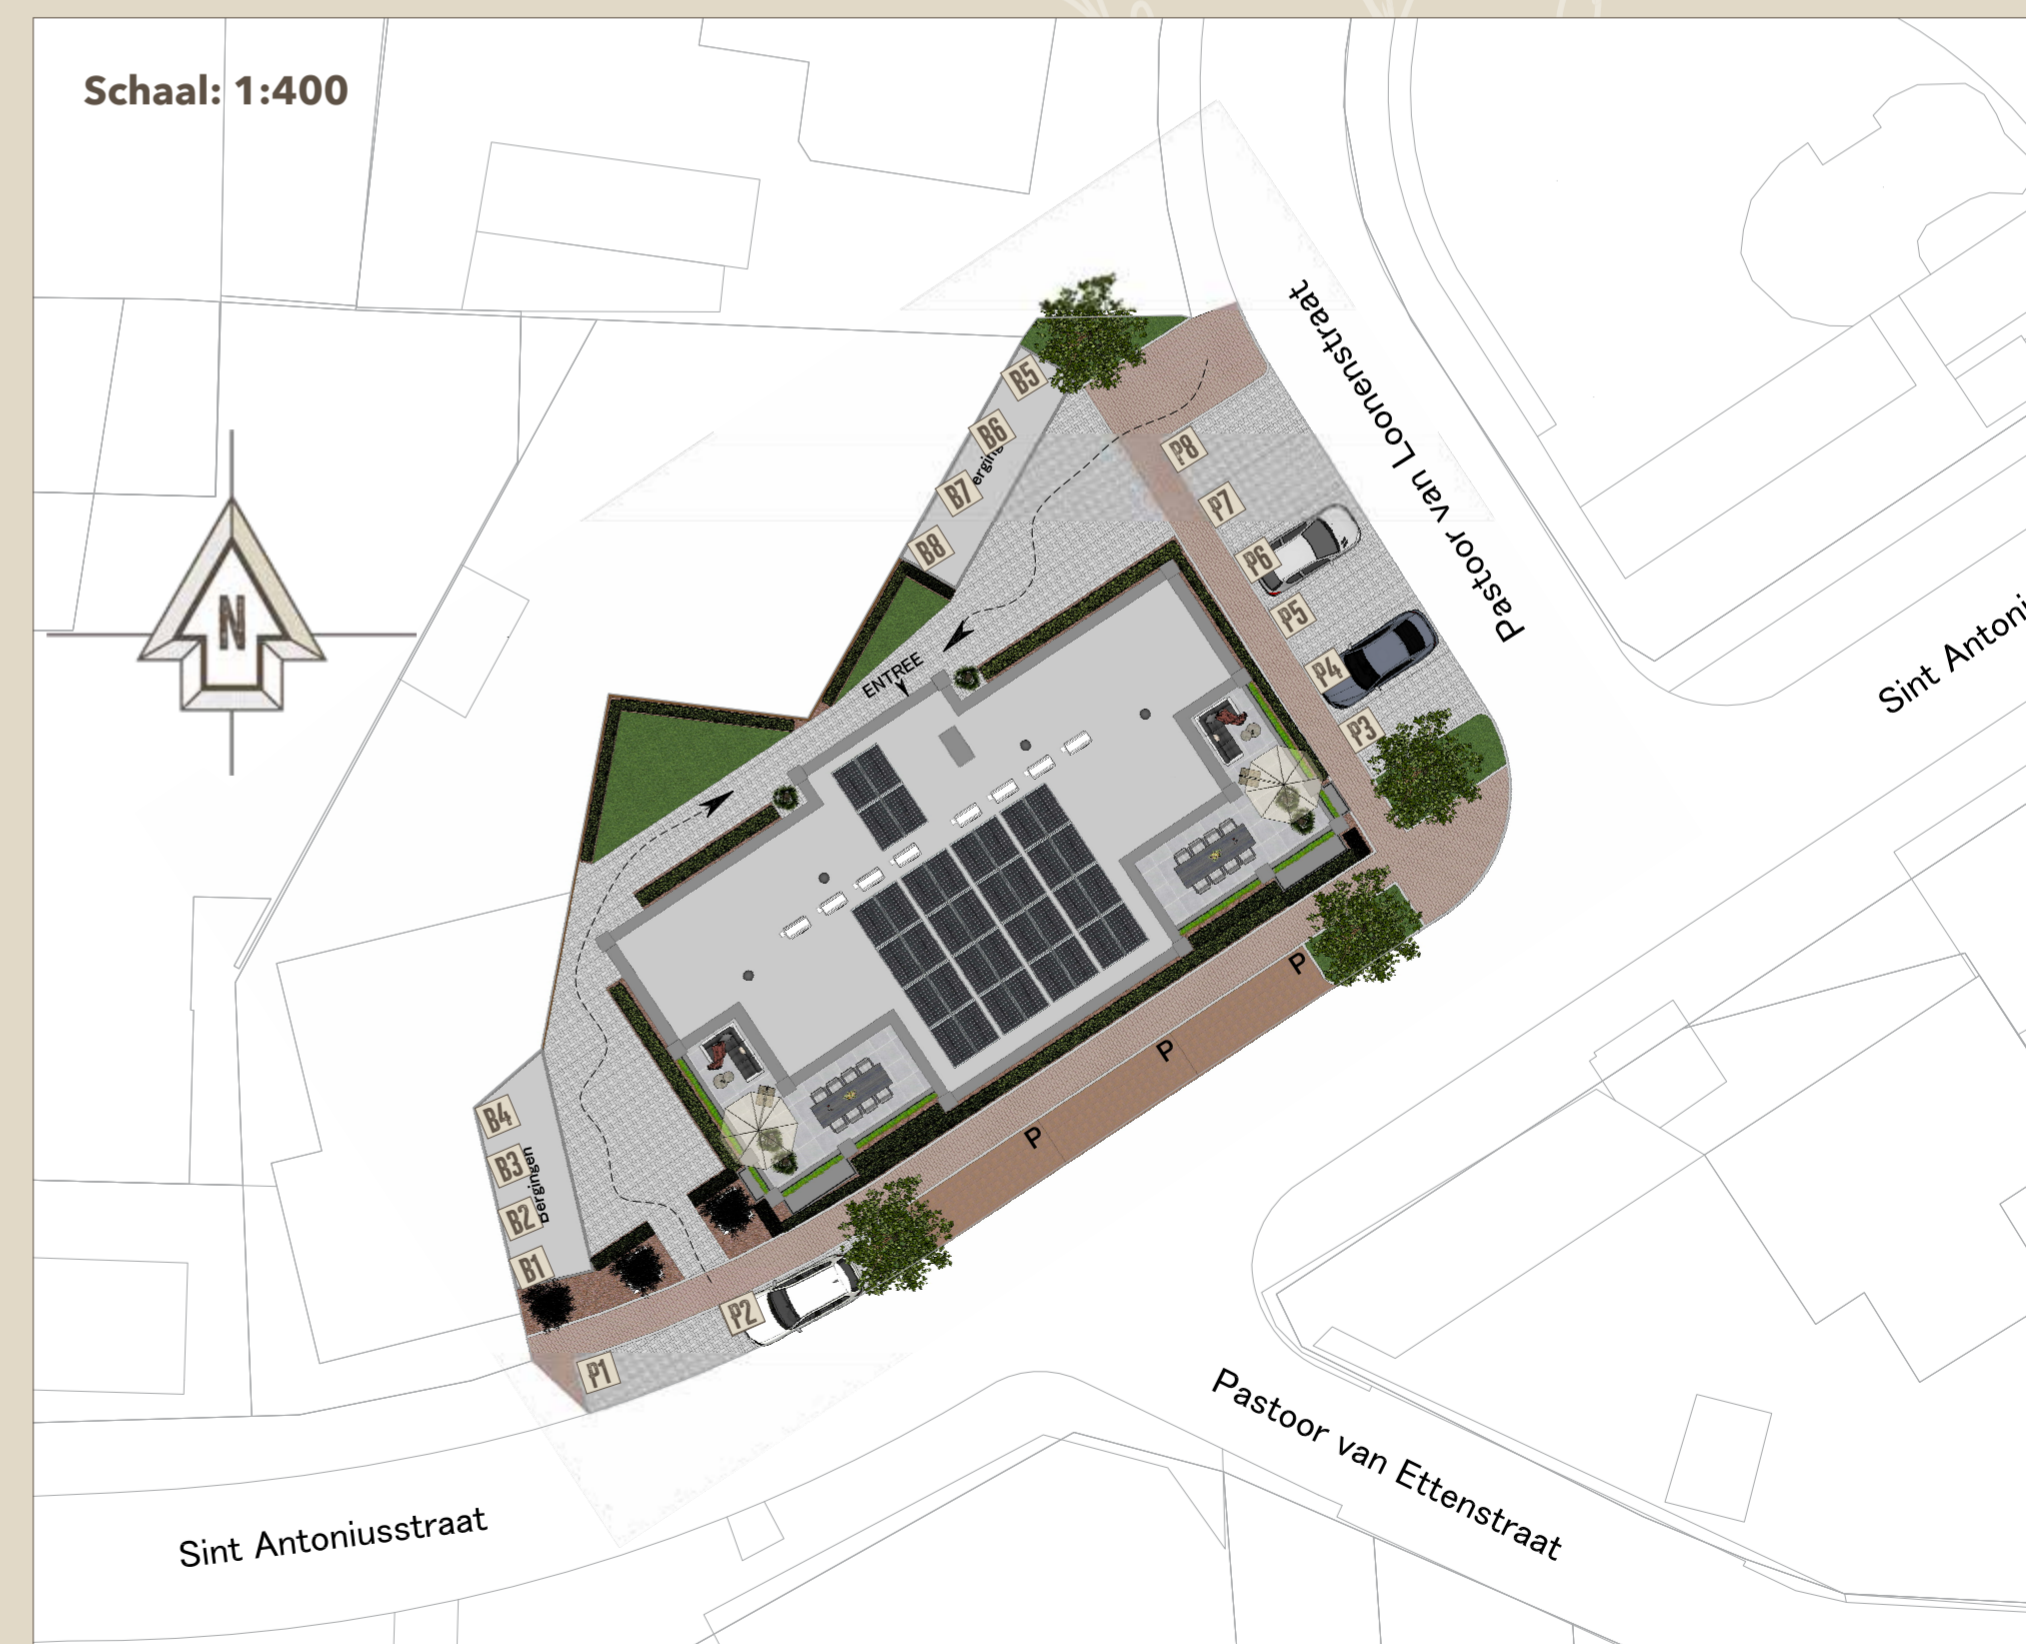 Schaal: 1:400
N
Pastoor van Loonenstraat
B5
B6
B7
B8
P8
P7
P6
P5
P4
P3
ENTREE
Sint Antoni
P
P
P
B4
B3
B2
B1
Bergingen
P2
P1
Pastoor van Ettenstraat
Sint Antoniusstraat